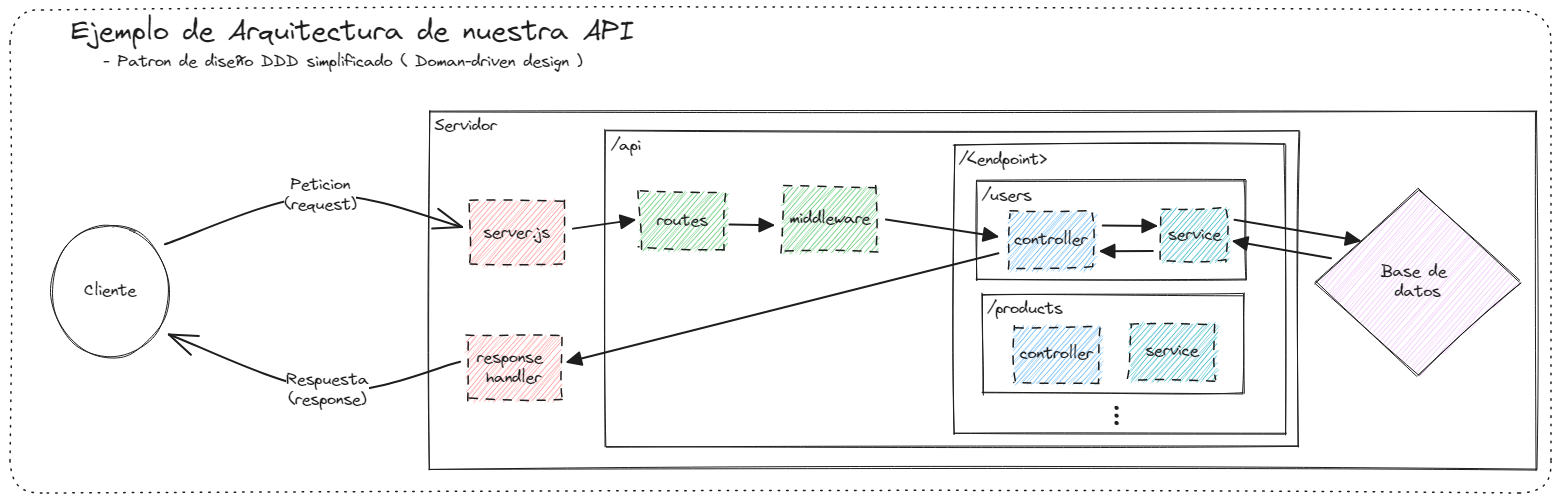 Ejemplo de Arquitectura de nuestra API
- Patron de diseño DDD simplificado ( Doman-driven design )
Servidor
/api
/<endpoint>
Peticion
(request)
/users
server.js
routes
middleware
controller
service
Cliente
Base de
datos
/products
response
handler
controller
service
Respuesta
(response)